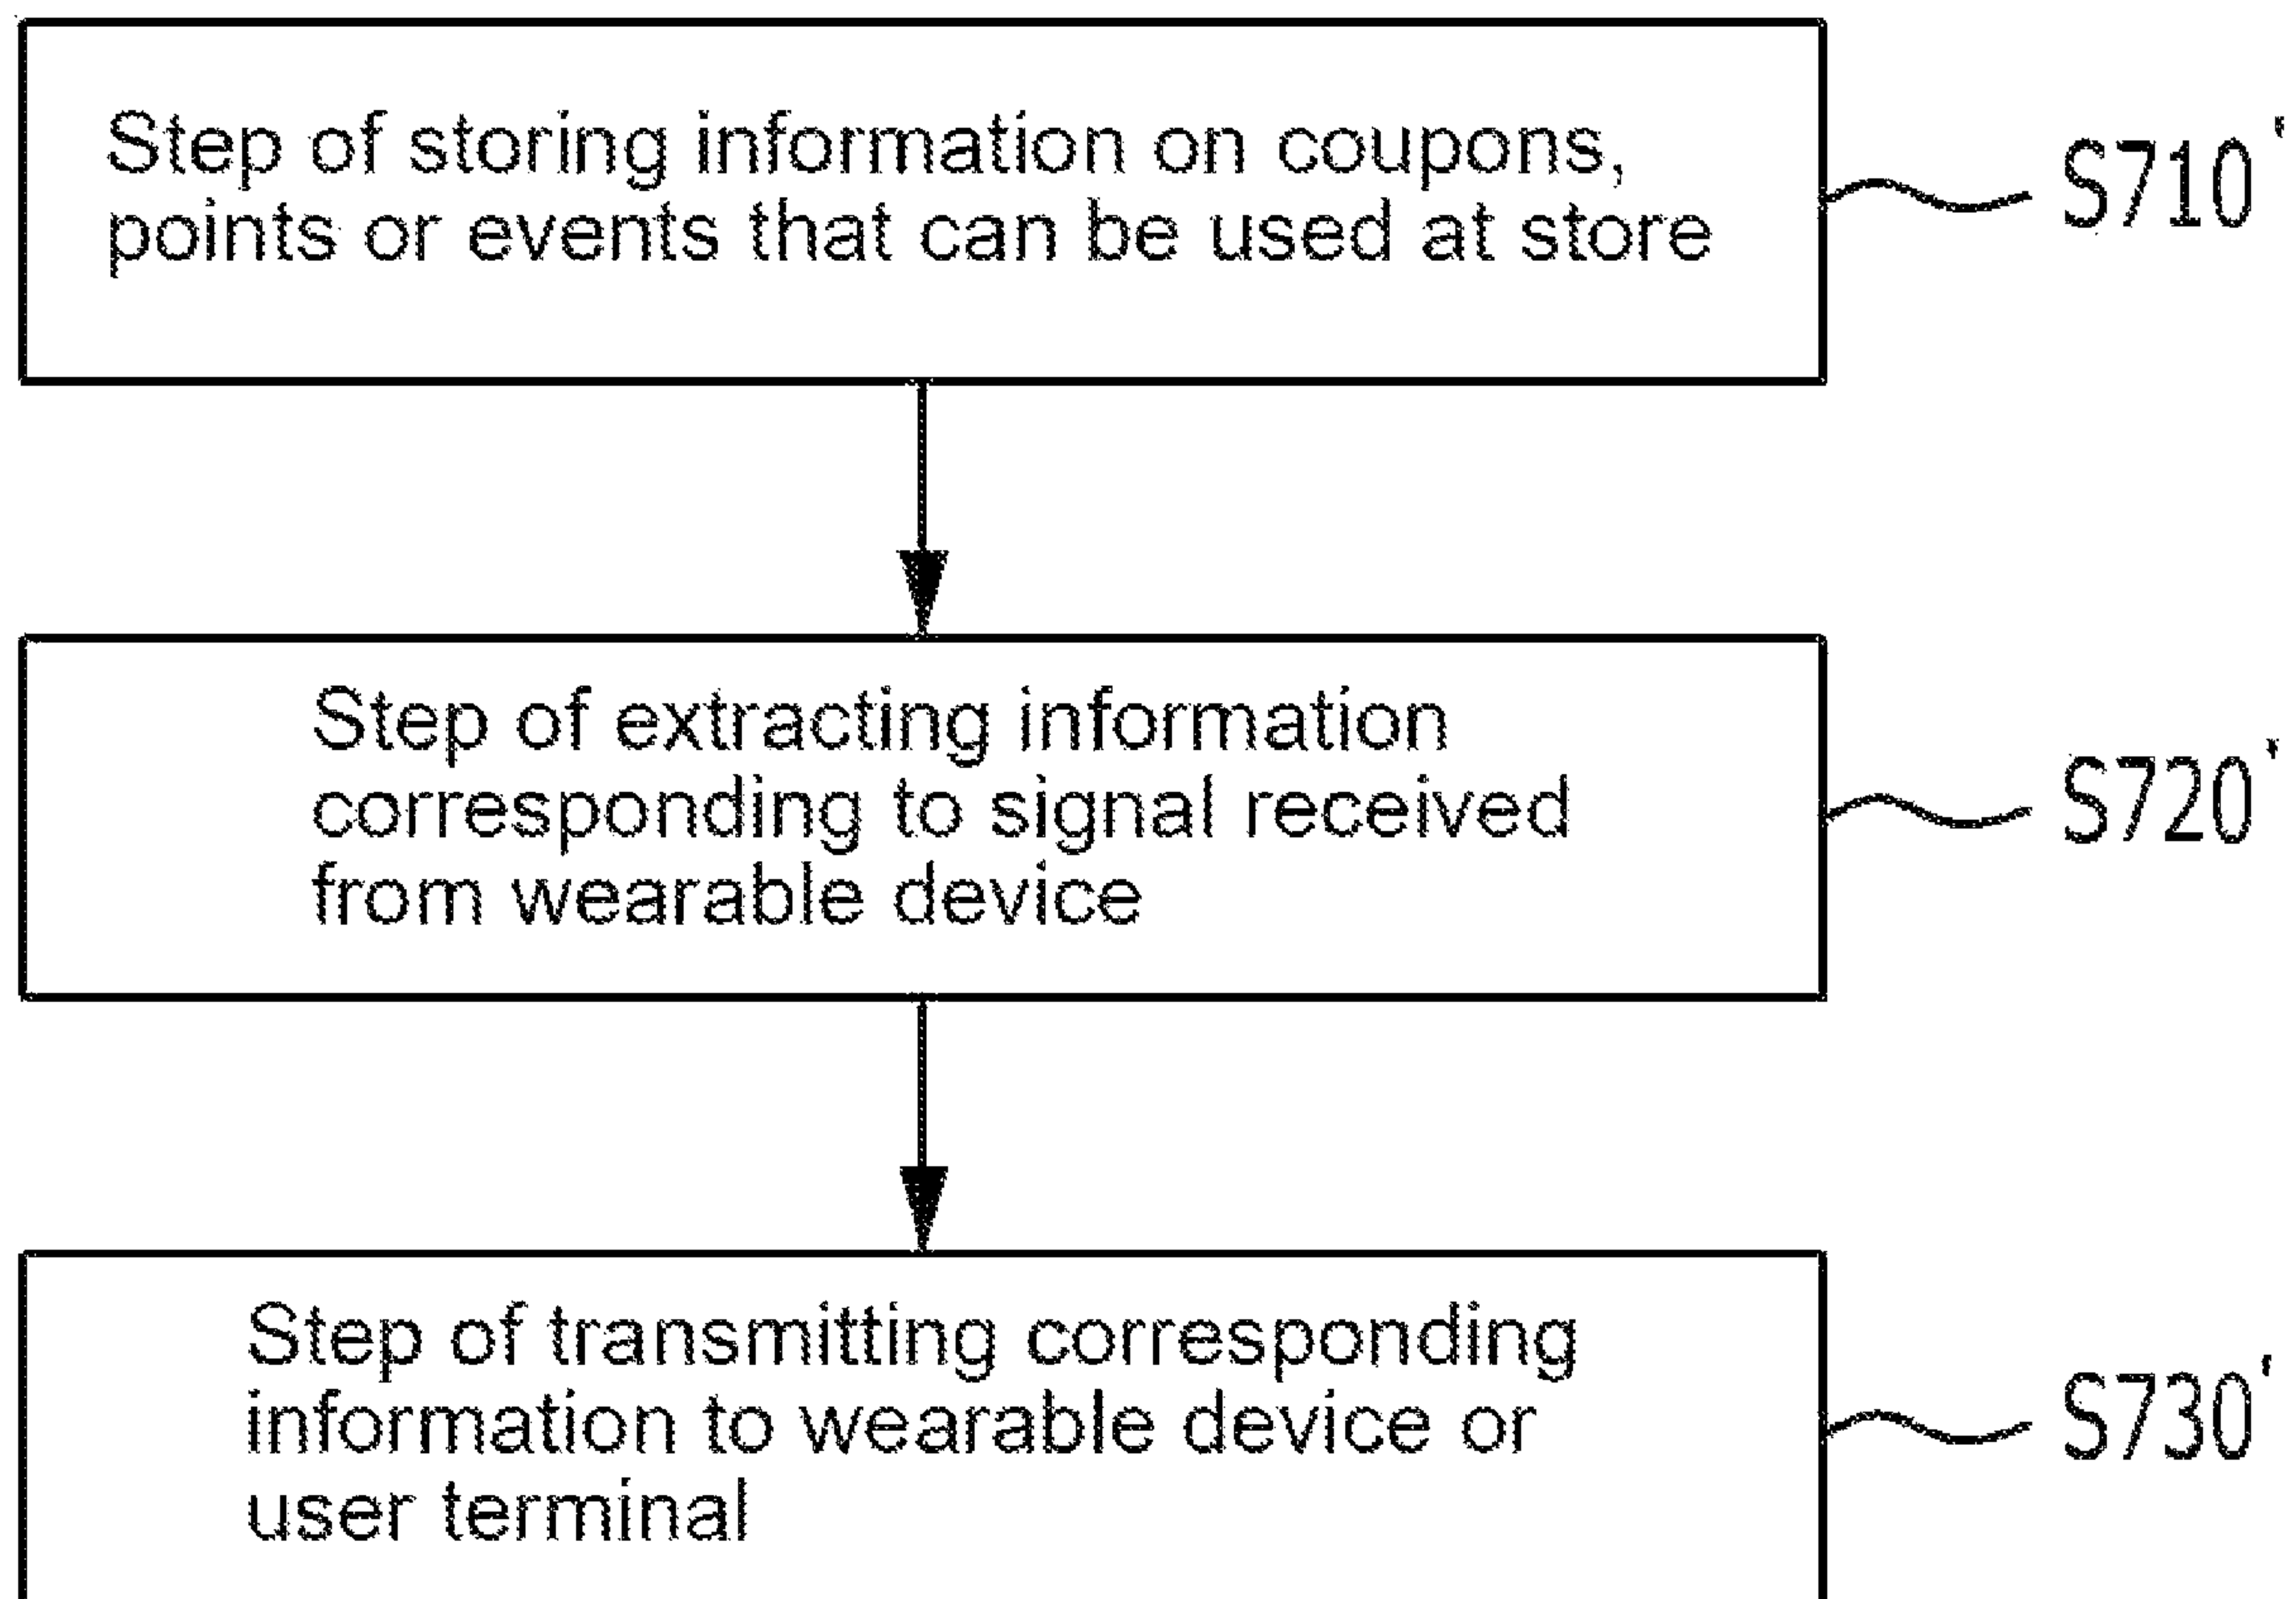 Step of storing information on coupons,
points or events that can be used at store
S710'
Step of extracting information
corresponding to signal received
from wearable device
S720'
Step of transmitting corresponding
information to wearable device or
user terminal
S730'